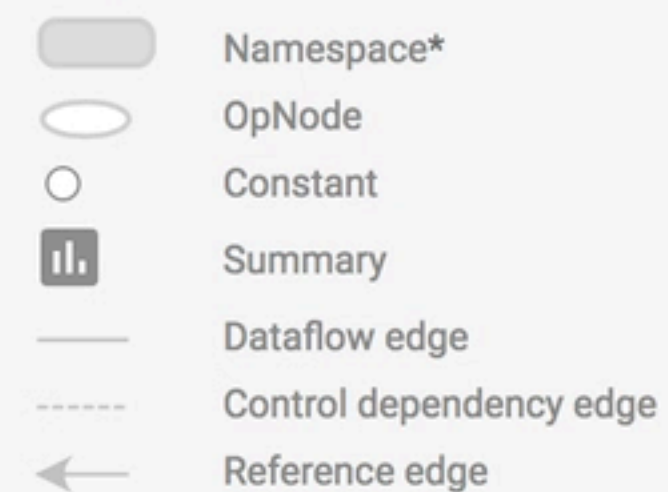 Namespace*
OpNode
Constant
Summary
Dataflow edge
Control dependency edge
Reference edge